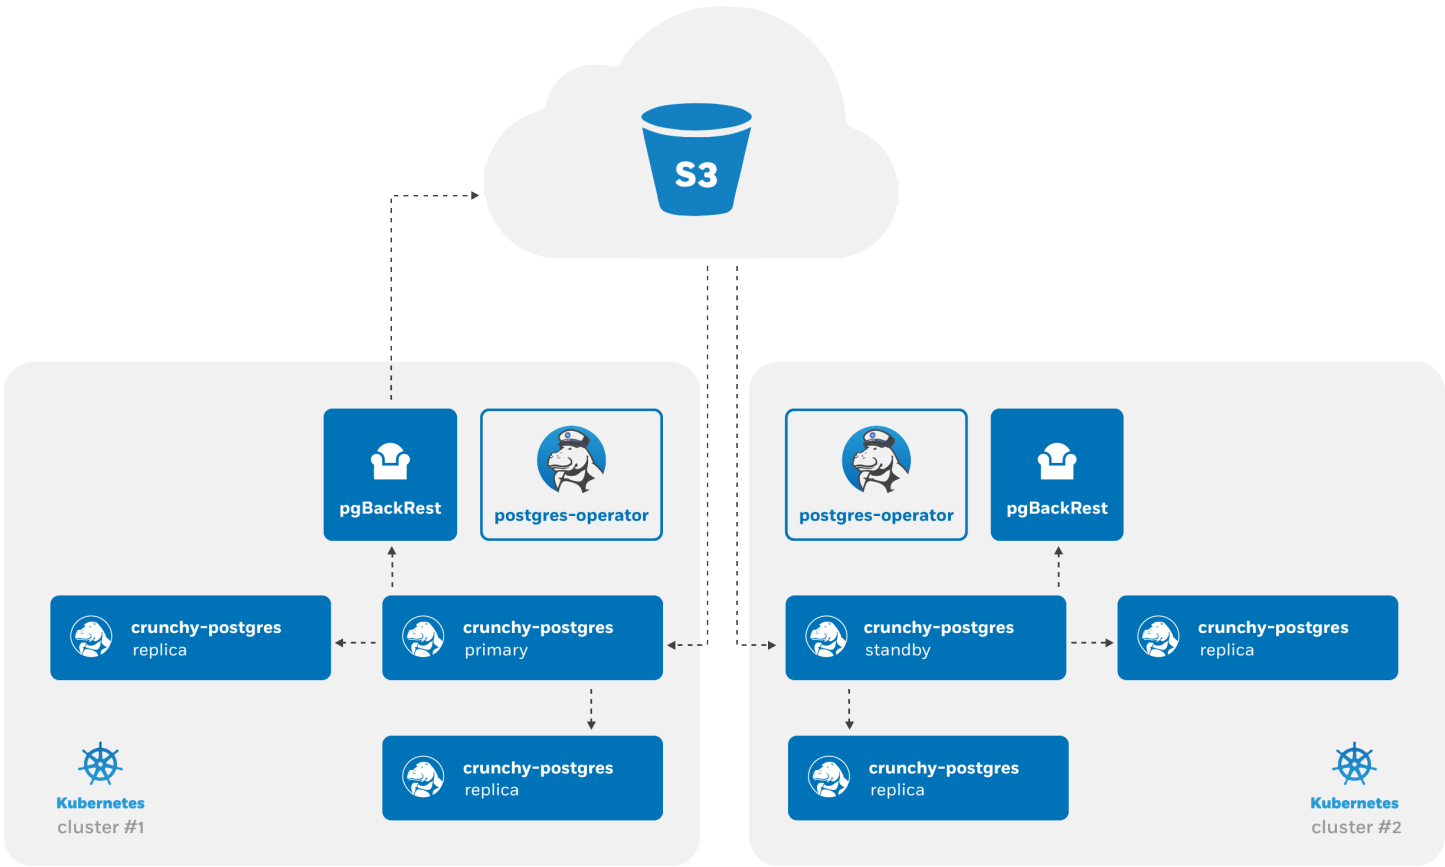 S3
pgBackRest
postgres-operator
crunchy-postgres
replica
crunchy-postgres
primary
crunchy-postgres
replica
Kubernetes
cluster #1
postgres-operator
pgBackRest
crunchy-postgres
standby
crunchy-postgres
replica
crunchy-postgres
replica
Kubernetes
cluster #2